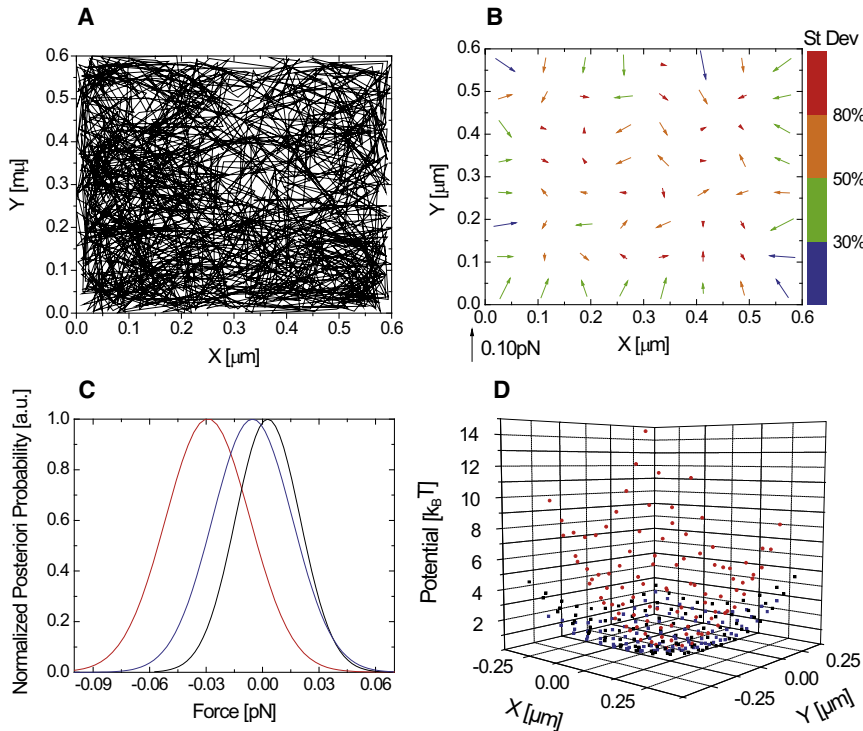 A
0.6
0.5
0.4
0.3
0.2
0.1
0.0
Y [mμ]
0.0 0.1 0.2 0.3 0.4 0.5 0.6
X [μm]
B
0.6
0.5
0.4
0.3
0.2
0.1
0.0
Y [μm]
0.0 0.1 0.2 0.3 0.4 0.5 0.6
X [μm]
0.10pN
St Dev
80%
50%
30%
C
1.0
0.8
0.6
0.4
0.2
0.0
Normalized Posteriori Probability [a.u.]
-0.09 -0.06 -0.03 0.00 0.03 0.06
Force [pN]
D
14
12
10
8
6
4
2
Potential [kBT]
-0.25 0.00 0.25
X [μm]
-0.25 0.00 0.25
Y [μm]